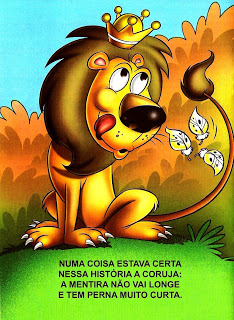 NUMA COISA ESTAVA CERTA
NESSA HISTÓRIA A CORUJA:
A MENTIRA NÃO VAI LONGE
E TEM PERNA MUITO CURTA.